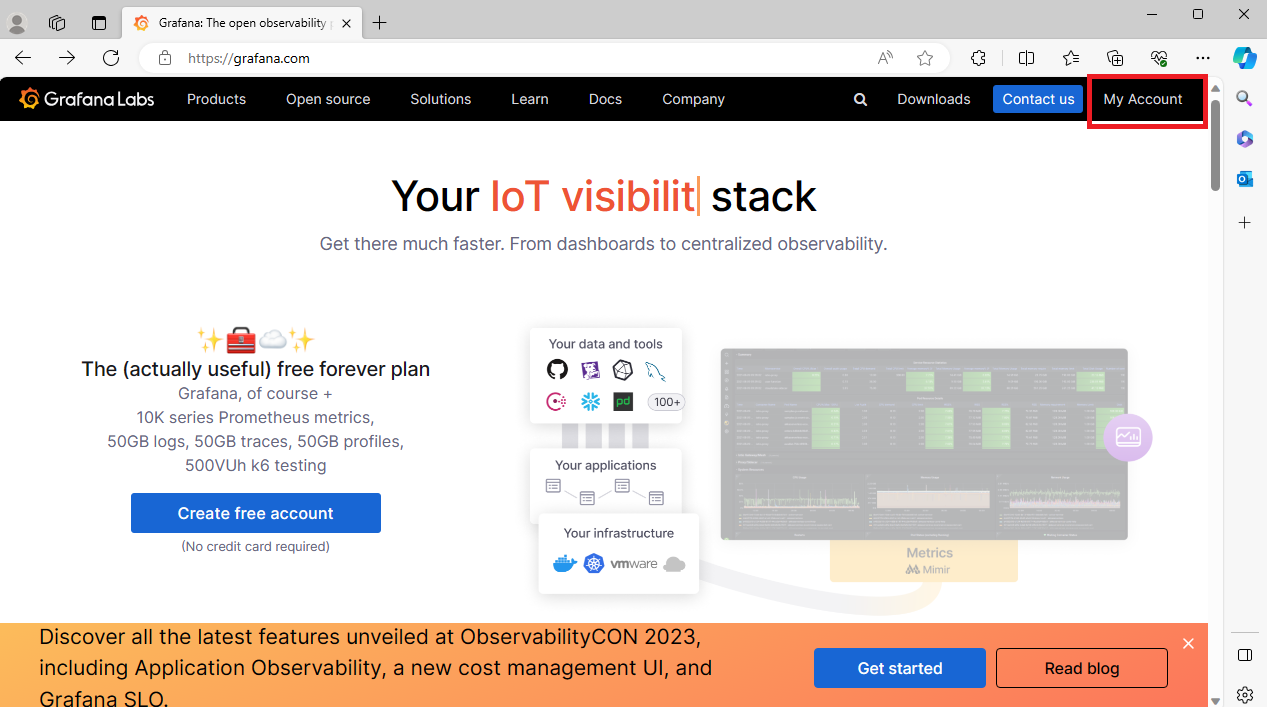 Grafana: The open observability p
https://grafana.com
Grafana Labs
Products
Open source
Solutions
Learn
Docs
Company
Downloads
Contact us
My Account
Your IoT visibilit stack
Get there much faster. From dashboards to centralized observability.
The (actually useful) free forever plan
Grafana, of course +
10K series Prometheus metrics,
50GB logs, 50GB traces, 50GB profiles,
500VUh k6 testing
Create free account
(No credit card required)
Your data and tools
pd
100+
Your applications
Your infrastructure
vmware
Metrics
Mimir
Discover all the latest features unveiled at ObservabilityCON 2023,
including Application Observability, a new cost management UI, and
Grafana SLO.
Get started
Read blog